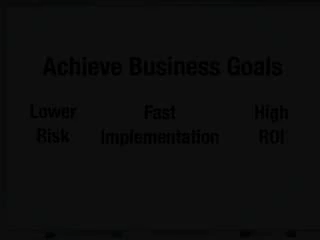 Achieve Business Goals
Lower Fast High
Risk Implementation ROI